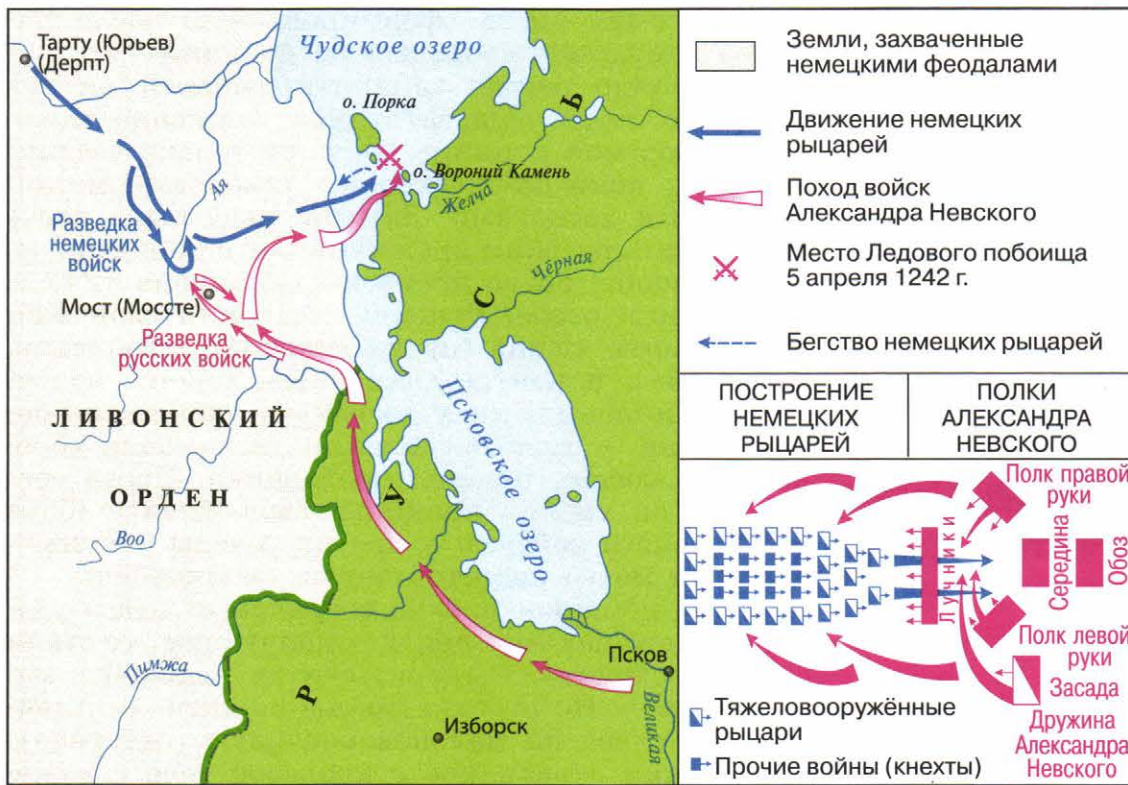 Тарту (Юрьев)
(Дерпт)
Чудское озеро
о. Порка
о. Вороний Камень
Желча
Ая
Разведка
немецких
войск
Чёрная
Мост (Моссте)
Разведка
русских войск
ЛИВОНСКИЙ
ОРДЕН
Воо
Псковское озеро
Пимжа
Псков
Великая
Изборск
Р У С Ь
Земли, захваченные
немецкими феодалами
Движение немецких
рыцарей
Поход войск
Александра Невского
Место Ледового побоища
5 апреля 1242 г.
Бегство немецких рыцарей
ПОСТРОЕНИЕ
НЕМЕЦКИХ
РЫЦАРЕЙ
ПОЛКИ
АЛЕКСАНДРА
НЕВСКОГО
Полк правой
руки
Лучники
Середина
Обоз
Полк левой
руки
Засада
Дружина
Александра
Невского
Тяжеловооружённые
рыцари
Прочие войны (кнехты)